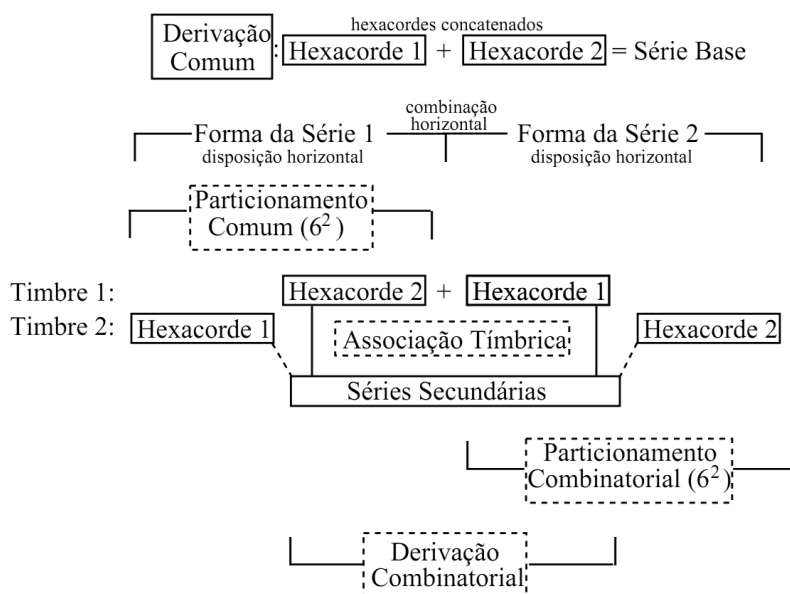 hexacordes concatenados
Derivação Comum : Hexacorde 1 + Hexacorde 2 = Série Base
combinação horizontal
Forma da Série 1 Forma da Série 2
disposição horizontal disposição horizontal
Particionamento
Comum (6²)
Timbre 1: Hexacorde 2 + Hexacorde 1
Timbre 2: Hexacorde 1 Associação Tímbrica Hexacorde 2
Séries Secundárias
Particionamento
Combinatorial (6²)
Derivação
Combinatorial